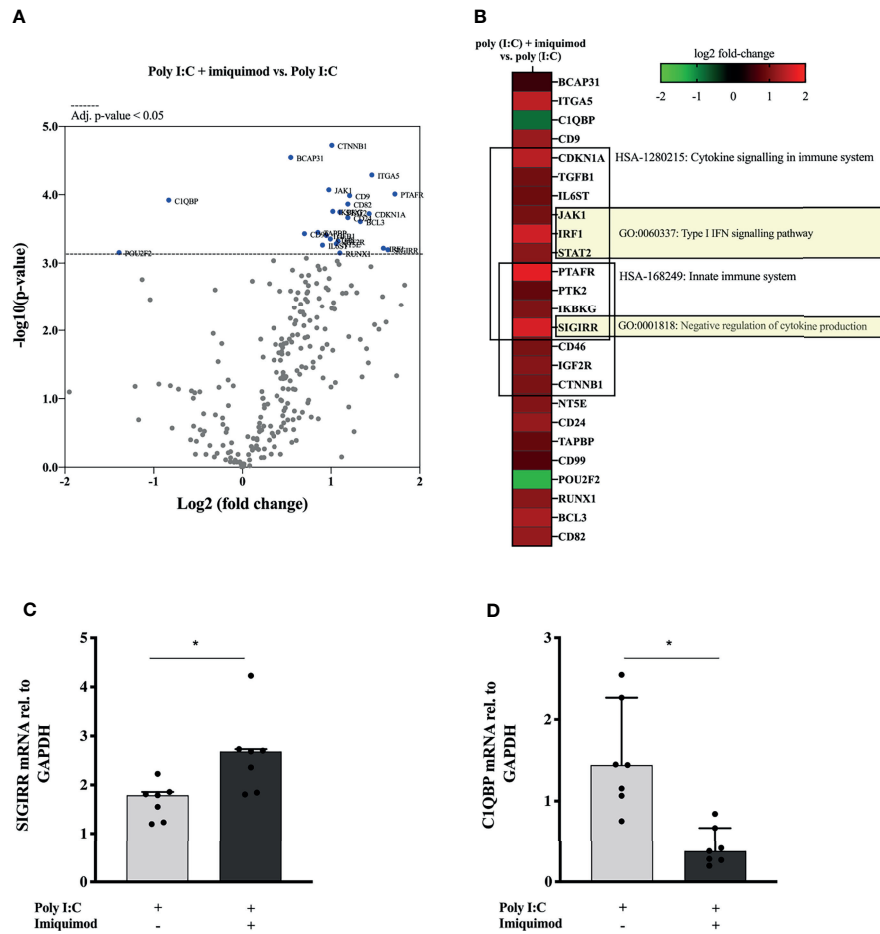 A
Poly I:C + imiquimod vs. Poly I:C
Adj. p-value < 0.05
-log10(p-value)
5.0
4.0
-3.0
2.0
1.0
0.0
-2
-1
0
1
2
Log2 (fold change)
CTNNB1
BCAP31
ITGA5
JAK1
CD9
PTAFR
C1QBP
CD82
CDKN1A
CD24
BCL3
TAPBP
IL6ST
IRF1
SIGIRR
POU2F2
RUNX1
B
poly (I:C) + imiquimod
vs. poly (I:C)
log2 fold-change
-2
-1
0
1
2
BCAP31
ITGA5
C1QBP
CD9
CDKN1A
HSA-1280215: Cytokine signalling in immune system
TGFB1
IL6ST
JAK1
IRF1
GO:0060337: Type I IFN signalling pathway
STAT2
PTAFR
HSA-168249: Innate immune system
PTK2
IKBKG
SIGIRR
GO:0001818: Negative regulation of cytokine production
CD46
IGF2R
CTNNB1
NT5E
CD24
TAPBP
CD99
POU2F2
RUNX1
BCL3
CD82
C
SIGIRR mRNA rel. to
GAPDH
5
4
3
2
1
0
*
Poly I:C + +
Imiquimod - +
D
C1QBP mRNA rel. to
GAPDH
3
2
1
0
*
Poly I:C + +
Imiquimod - +